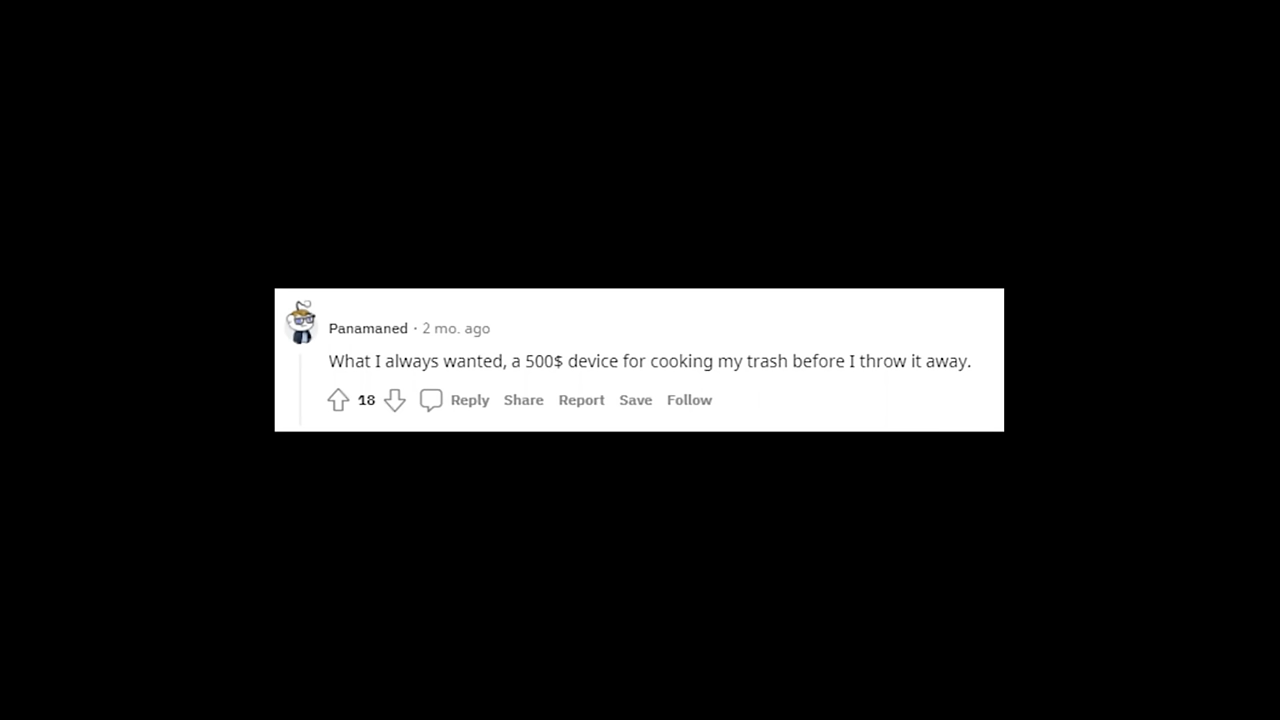 Panamaned · 2 mo. ago
What I always wanted, a 500$ device for cooking my trash before I throw it away.
18 Reply Share Report Save Follow